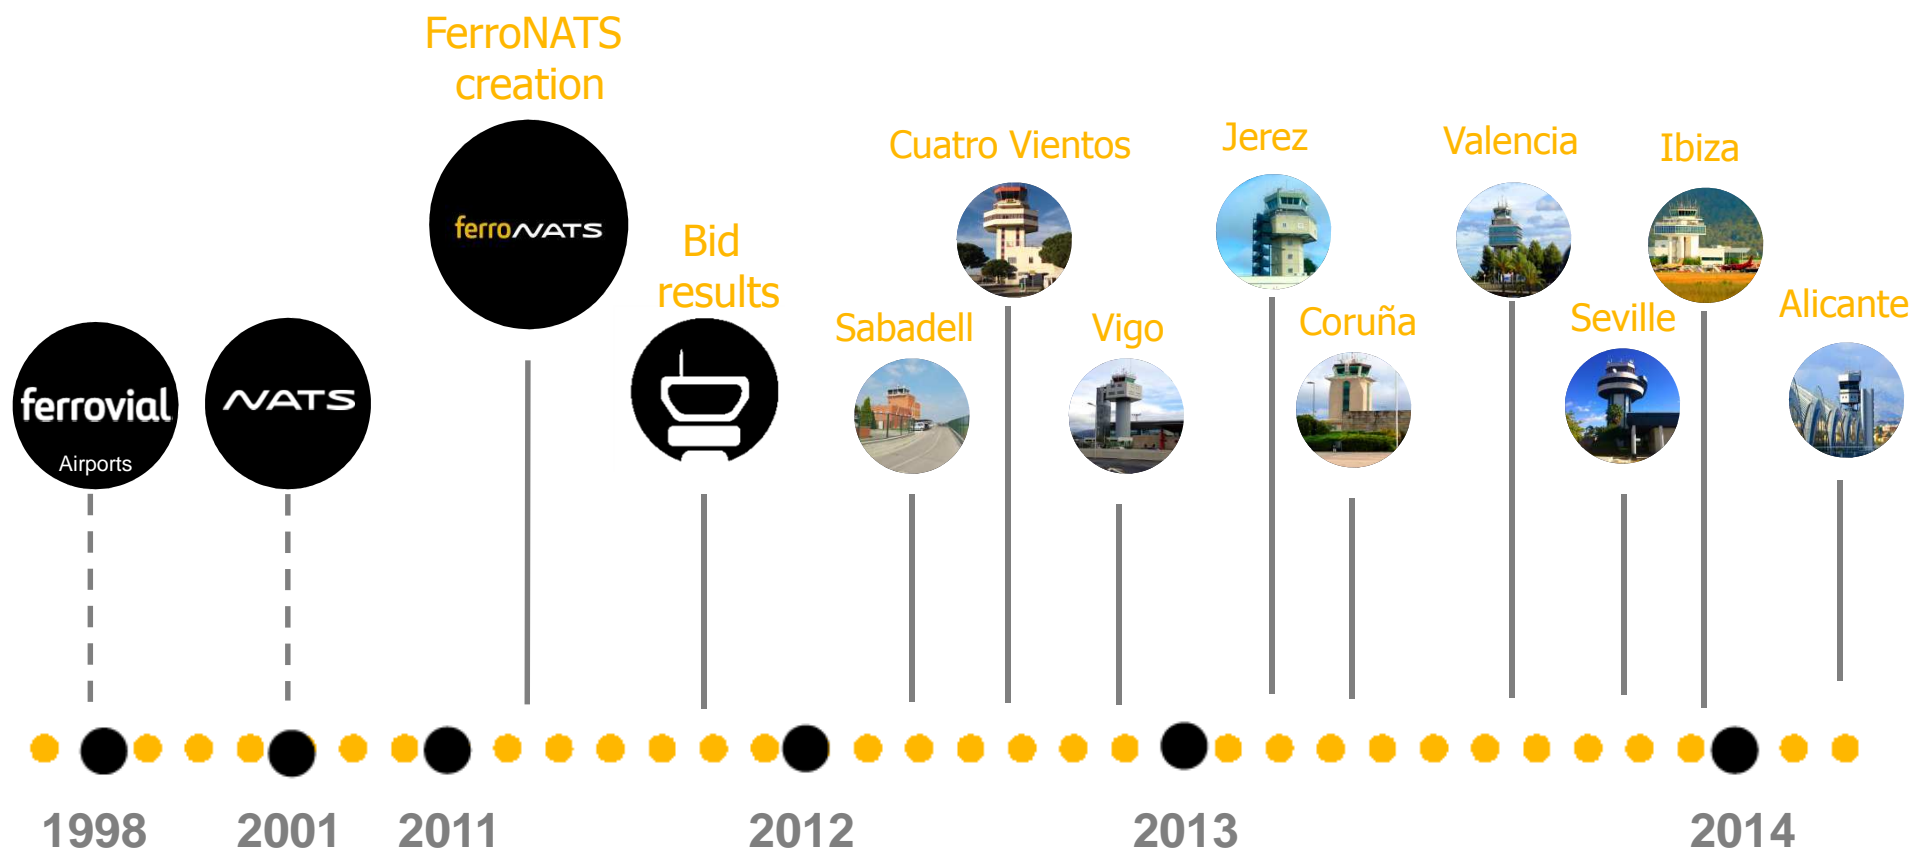 FerroNATS
creation
ferroNATS
Bid
results
ferrovial
Airports
NATS
Sabadell
Cuatro Vientos
Vigo
Jerez
Coruña
Valencia
Seville
Ibiza
Alicante
1998
2001
2011
2012
2013
2014